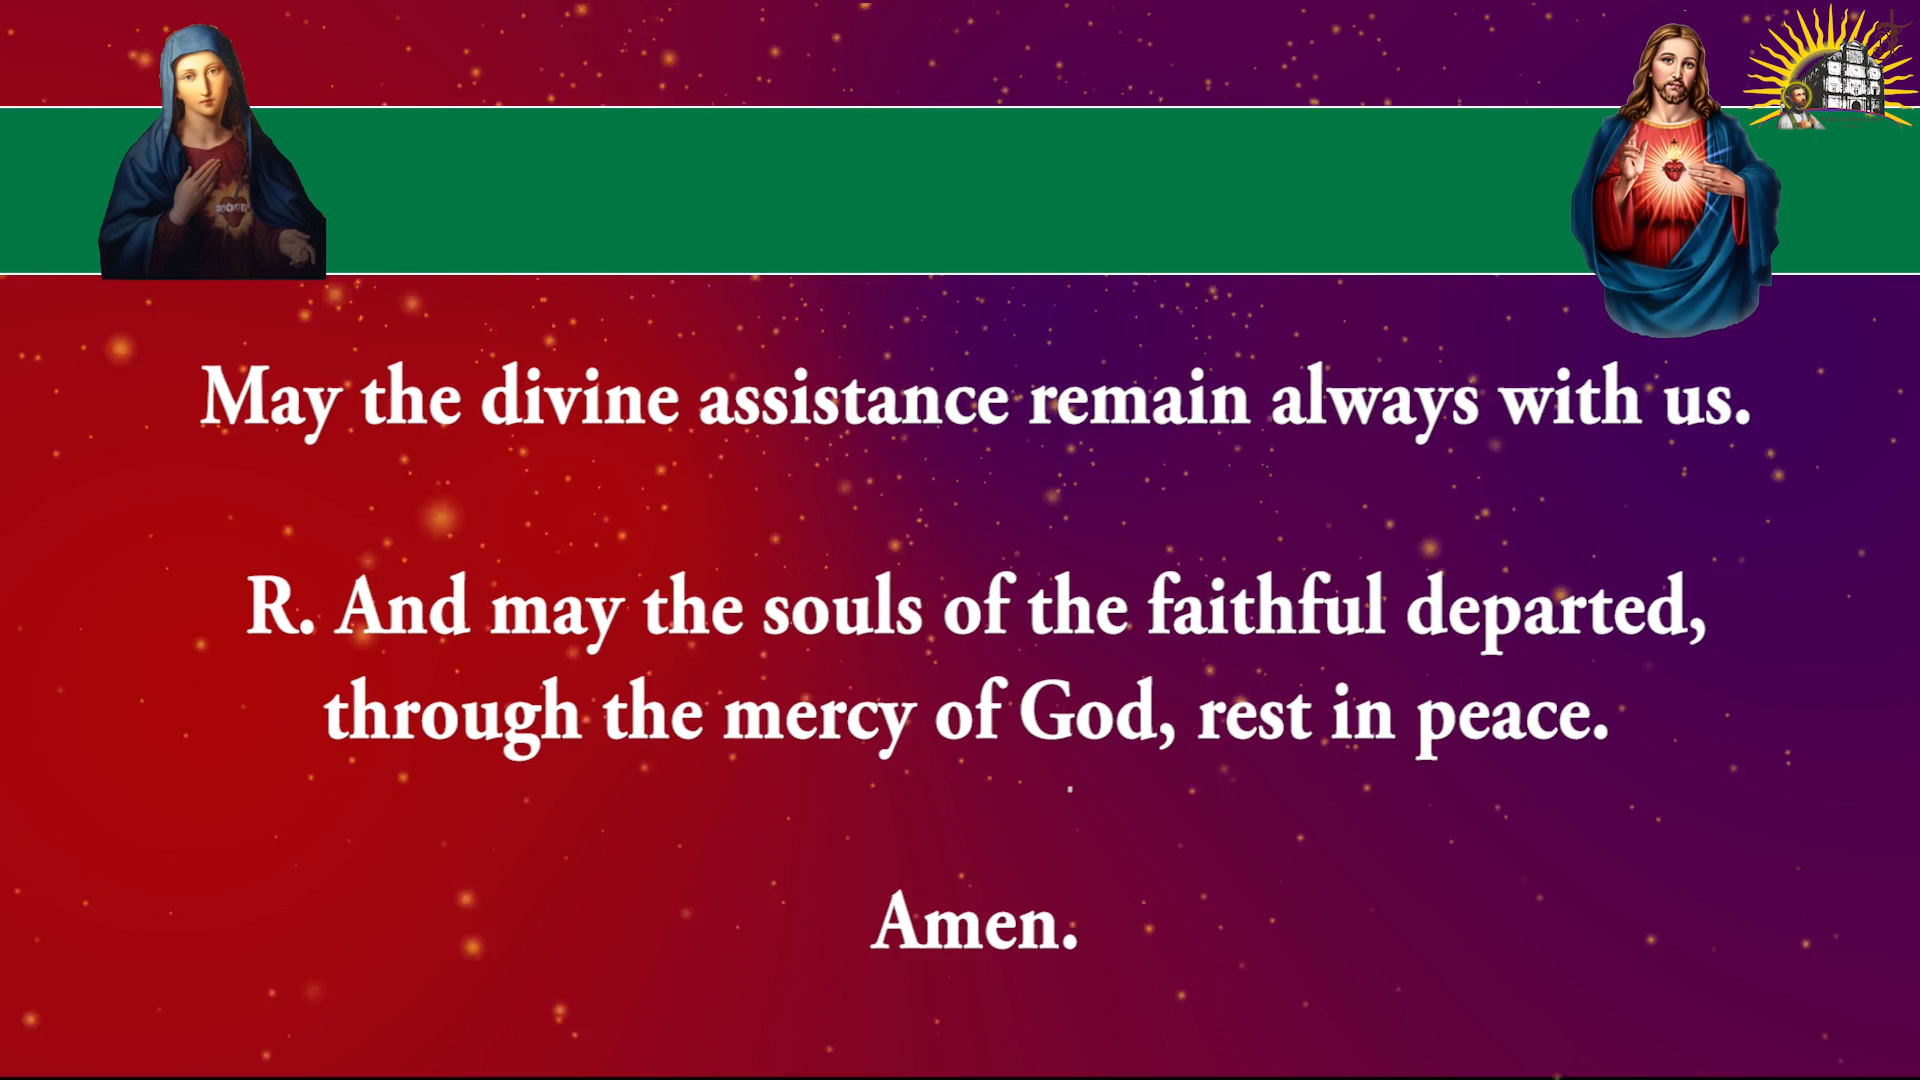 May the divine assistance remain always with us.
R. And may the souls of the faithful departed,
through the mercy of God, rest in peace.
Amen.